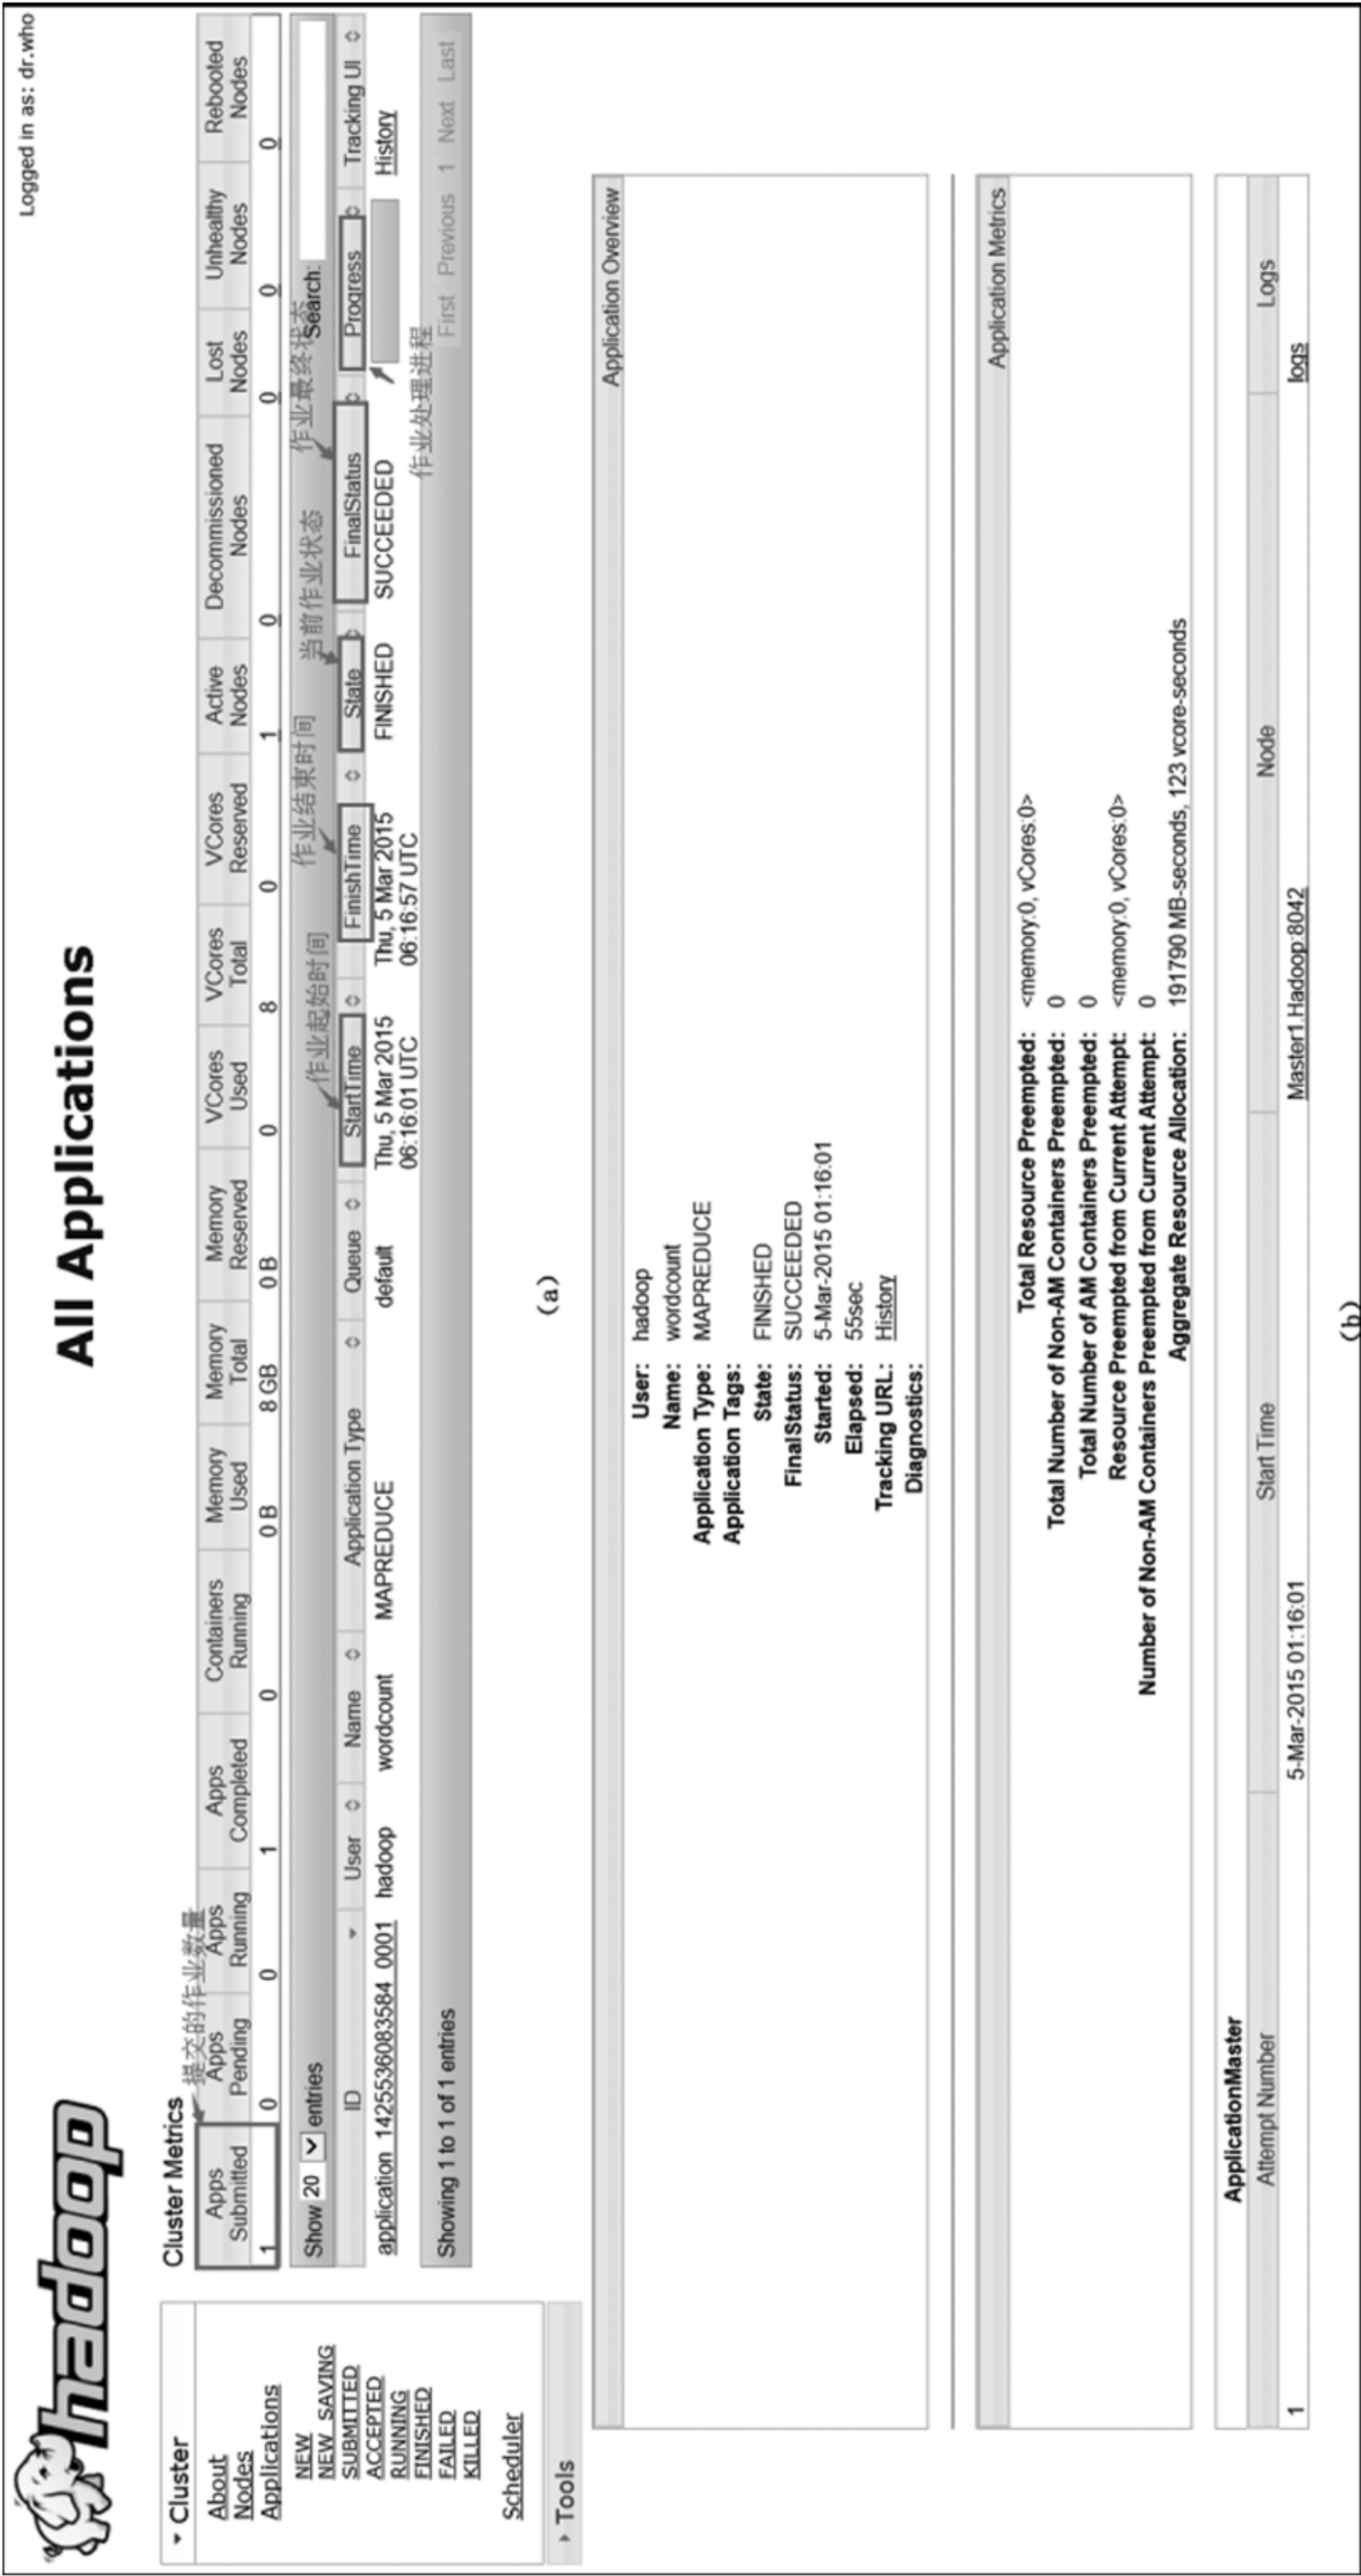 Logged in as: dr.who
hadoop
All Applications
Cluster
About
Nodes
Applications
NEW
NEW_SAVING
SUBMITTED
ACCEPTED
RUNNING
FINISHED
FAILED
KILLED
Scheduler
Tools
Cluster Metrics
提交的作业数量
Apps Submitted Apps Pending Apps Running Apps Completed Containers Running Memory Used Memory Total Memory Reserved VCores Used VCores Total VCores Reserved Active Nodes Decommissioned Nodes Lost Nodes Unhealthy Nodes Rebooted Nodes
1 0 0 1 0 0 B 8 GB 0 B 0 8 0 1 0 0 0 0
Show 20 entries Search:
作业起始时间 作业结束时间 当前作业状态 作业最终状态
ID User Name Application Type Queue StartTime FinishTime State FinalStatus Progress Tracking UI
application_1425536083584_0001 hadoop wordcount MAPREDUCE default Thu, 5 Mar 2015 06:16:01 UTC Thu, 5 Mar 2015 06:16:57 UTC FINISHED SUCCEEDED History
作业处理进程
Showing 1 to 1 of 1 entries First Previous 1 Next Last
(a)
Application Overview
User: hadoop
Name: wordcount
Application Type: MAPREDUCE
Application Tags:
State: FINISHED
FinalStatus: SUCCEEDED
Started: 5-Mar-2015 01:16:01
Elapsed: 55sec
Tracking URL: History
Diagnostics:
Application Metrics
Total Resource Preempted: <memory:0, vCores:0>
Total Number of Non-AM Containers Preempted: 0
Total Number of AM Containers Preempted: 0
Resource Preempted from Current Attempt: <memory:0, vCores:0>
Number of Non-AM Containers Preempted from Current Attempt: 0
Aggregate Resource Allocation: 191790 MB-seconds, 123 vcore-seconds
ApplicationMaster
Attempt Number Start Time Node Logs
1 5-Mar-2015 01:16:01 Master1.Hadoop:8042 logs
(b)